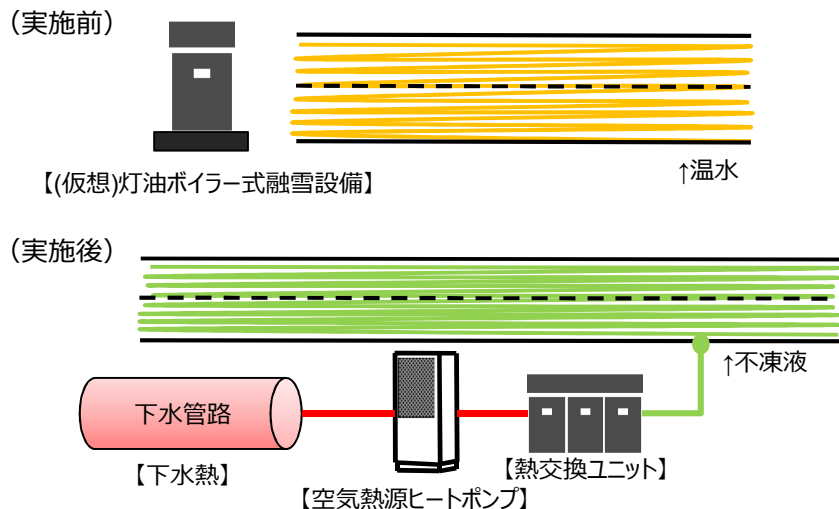 （実施前）
【(仮想)灯油ボイラー式融雪設備】
↑温水
（実施後）
↑不凍液
下水管路
【下水熱】
【熱交換ユニット】
【空気熱源ヒートポンプ】